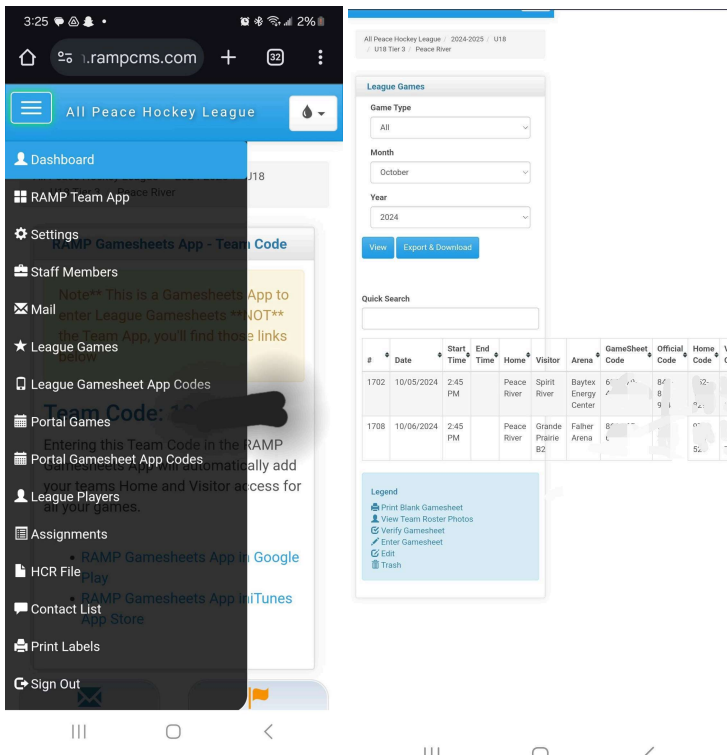 3:25
2%
1.rampcms.com
32
All Peace Hockey League
Dashboard
RAMP Team App
Settings
Staff Members
Mail
League Games
League Gamesheet App Codes
Portal Games
Portal Gamesheet App Codes
League Players
Assignments
HCR File
Contact List
Print Labels
Sign Out
U18
U18 Tier 3 / Peace River
RAMP Gamesheets App - Team Code
Note** This is a Gamesheets App to
enter League Gamesheets **NOT**
the Team App, you'll find those links
below
Team Code:
Entering this Team Code in the RAMP
Gamesheets App will automatically add
your teams Home and Visitor access for
all your games.
RAMP Gamesheets App in Google
Play
RAMP Gamesheets App iniTunes
App Store
All Peace Hockey League / 2024-2025 / U18
/ U18 Tier 3 / Peace River
League Games
Game Type
All
Month
October
Year
2024
View Export & Download
Quick Search
# Date Start Time End Time Home Visitor Arena GameSheet Code Official Code Home Code
1702 10/05/2024 2:45 PM Peace River Spirit River Baytex Energy Center
1708 10/06/2024 2:45 PM Peace River Grande Prairie B2 Falher Arena
Legend
Print Blank Gamesheet
View Team Roster Photos
Verify Gamesheet
Enter Gamesheet
Edit
Trash